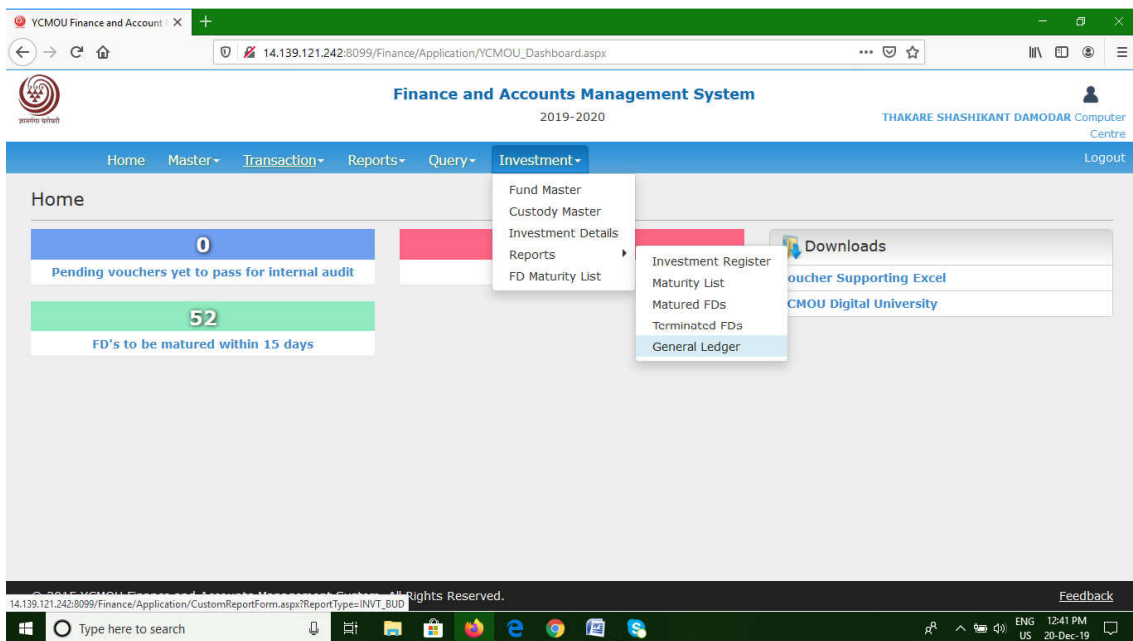 YCMOU Finance and Account
14.139.121.242:8099/Finance/Application/YCMOU_Dashboard.aspx
Finance and Accounts Management System
2019-2020
THAKARE SHASHIKANT DAMODAR Computer
Centre
Home Master Transaction Reports Query Investment Logout
Home
Fund Master
Custody Master
Investment Details
Reports
FD Maturity List
Investment Register
Maturity List
Matured FDs
Terminated FDs
General Ledger
0
Pending vouchers yet to pass for internal audit
52
FD's to be matured within 15 days
Downloads
oucher Supporting Excel
CMOU Digital University
Rights Reserved.
Feedback
14.139.121.242:8099/Finance/Application/CustomReportForm.aspx?ReportType=INVT_BUD
Type here to search
ENG 12:41 PM
US 20-Dec-19